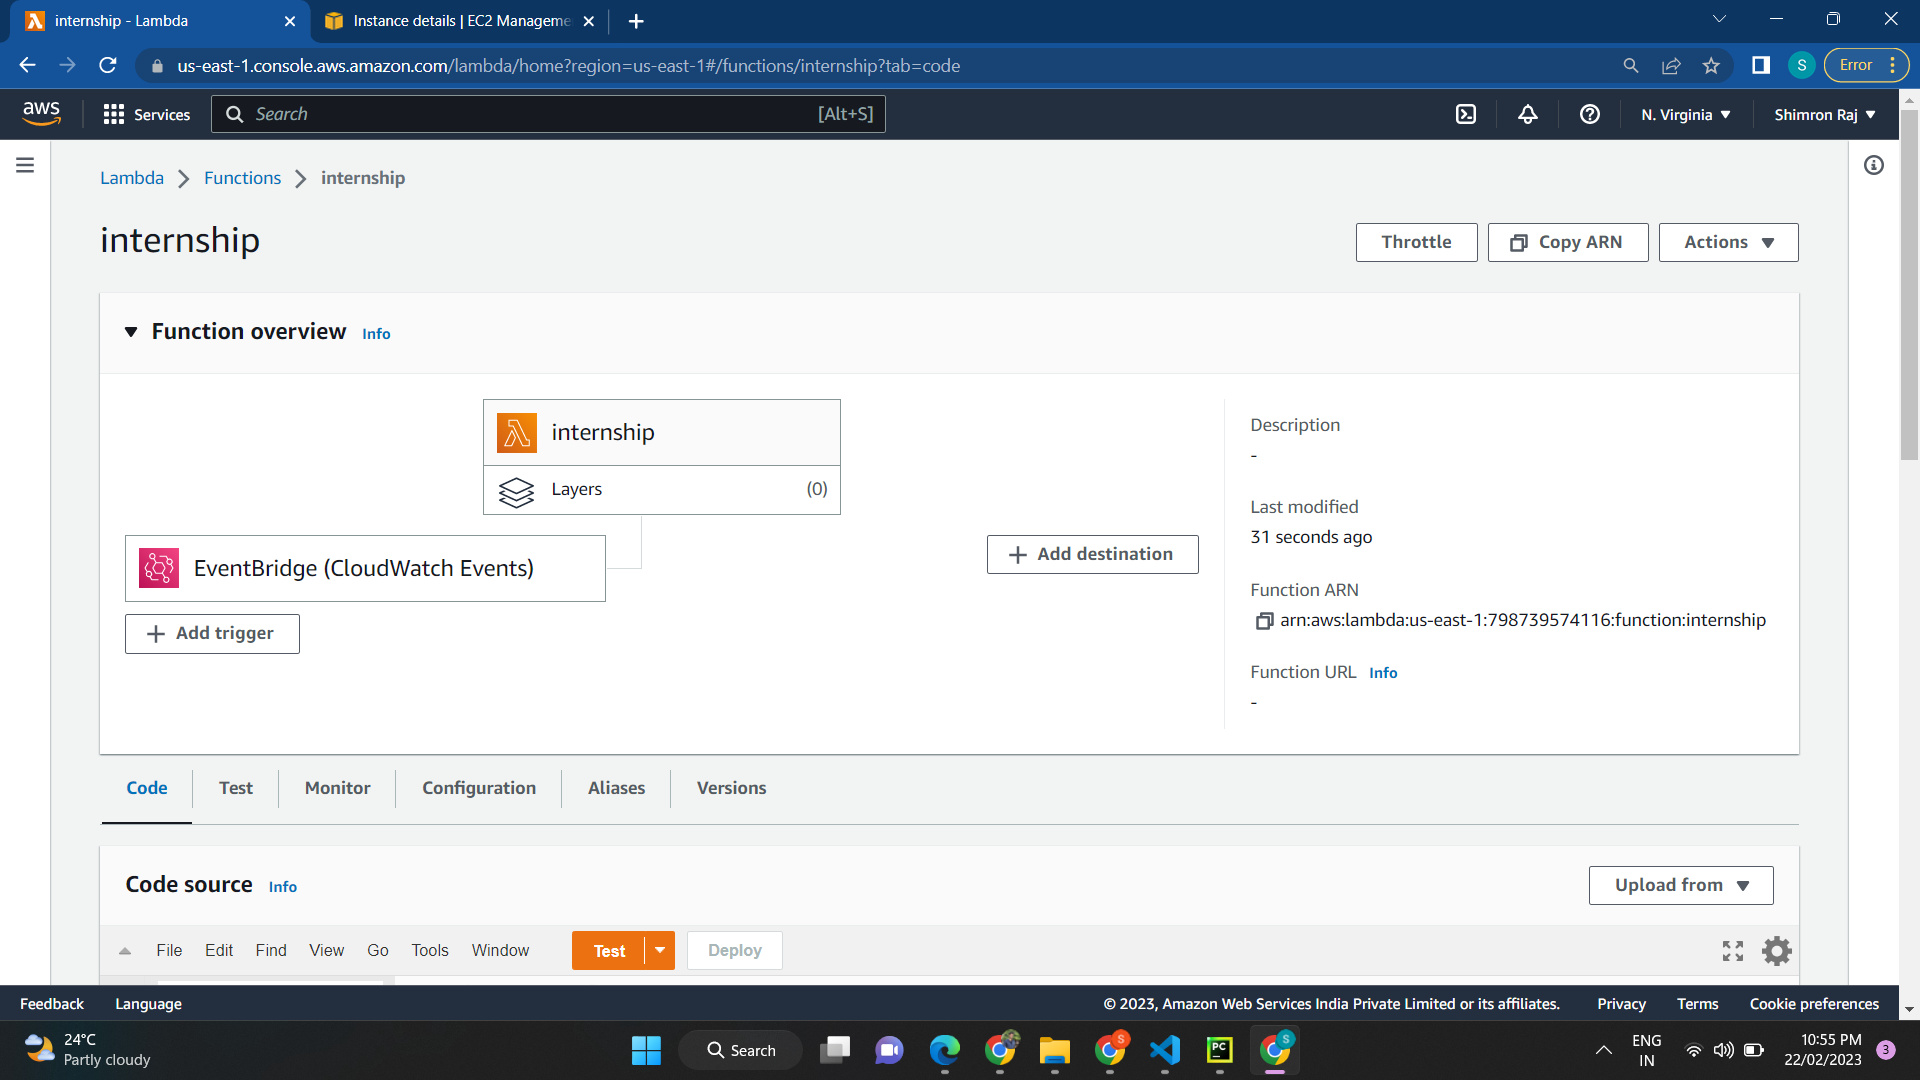 internship - Lambda
Instance details | EC2 Manageme
us-east-1.console.aws.amazon.com/lambda/home?region=us-east-1#/functions/internship?tab=code
S
Error
aws
Services
Search
[Alt+S]
N. Virginia
Shimron Raj
Lambda
Functions
internship
internship
Throttle
Copy ARN
Actions
Function overview
Info
internship
Layers
(0)
EventBridge (CloudWatch Events)
Add trigger
Add destination
Description
-
Last modified
31 seconds ago
Function ARN
arn:aws:lambda:us-east-1:798739574116:function:internship
Function URL
Info
-
Code
Test
Monitor
Configuration
Aliases
Versions
Code source
Info
Upload from
File
Edit
Find
View
Go
Tools
Window
Test
Deploy
Feedback
Language
© 2023, Amazon Web Services India Private Limited or its affiliates.
Privacy
Terms
Cookie preferences
24°C
Partly cloudy
Search
S
PC
S
ENG
IN
10:55 PM
22/02/2023
3